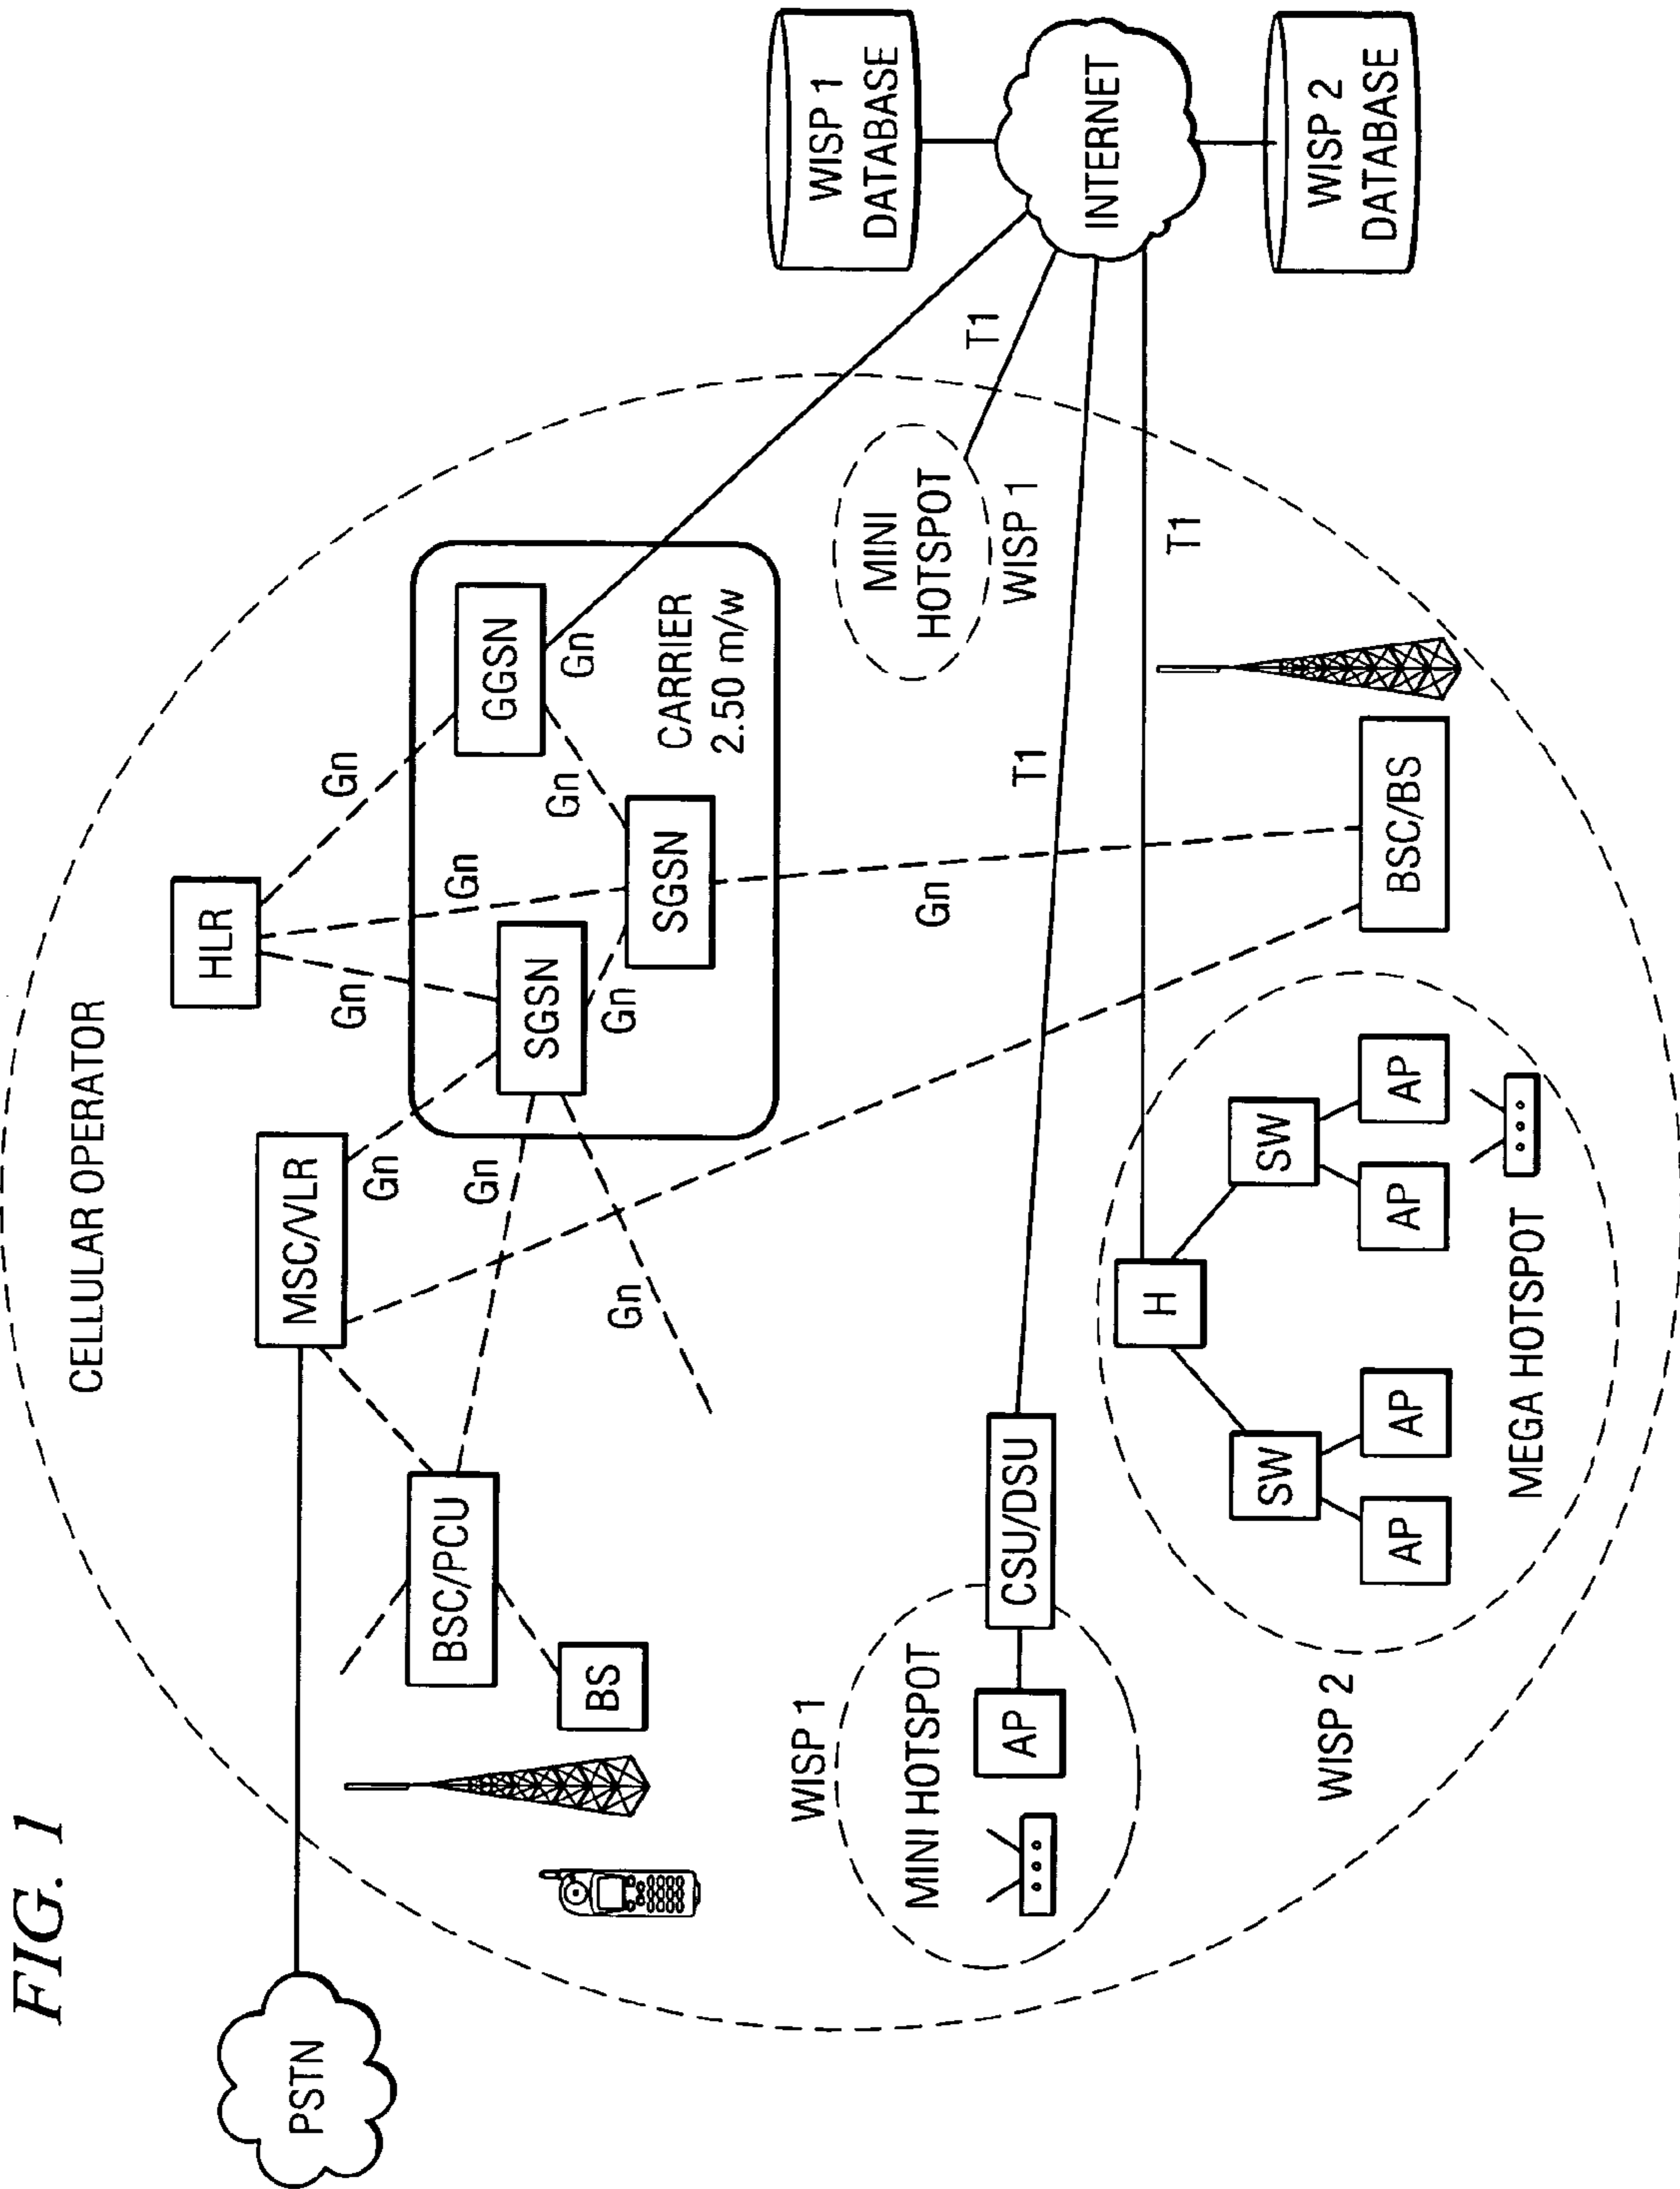 FIG. 1
CELLULAR OPERATOR
PSTN
MSC/VLR
HLR
Gn
Gn
Gn
Gn
Gn
Gn
Gn
Gn
Gn
Gn
BSC/PCU
BS
SGSN
SGSN
GGSN
CARRIER
2.50 m/w
WISP 1
DATABASE
INTERNET
WISP 2
DATABASE
T1
T1
T1
MINI
HOTSPOT
WISP 1
WISP 1
MINI HOTSPOT
AP
CSU/DSU
BSC/BS
H
SW
SW
AP
AP
AP
AP
MEGA HOTSPOT
WISP 2